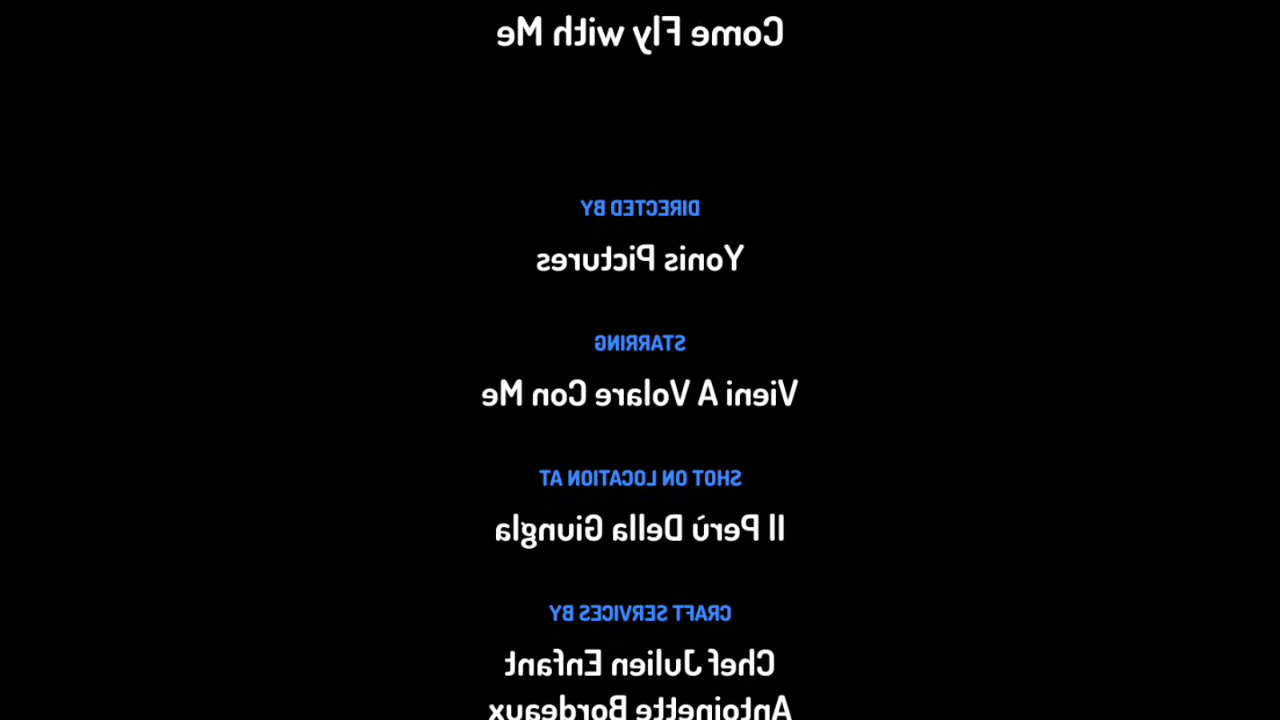 Come Fly with Me
DIRECTED BY
Yonis Pictures
STARRING
Vieni A Volare Con Me
SHOT ON LOCATION AT
Il Perù Della Giungla
CRAFT SERVICES BY
Chef Julien Enfant
Antoinette Bordeaux